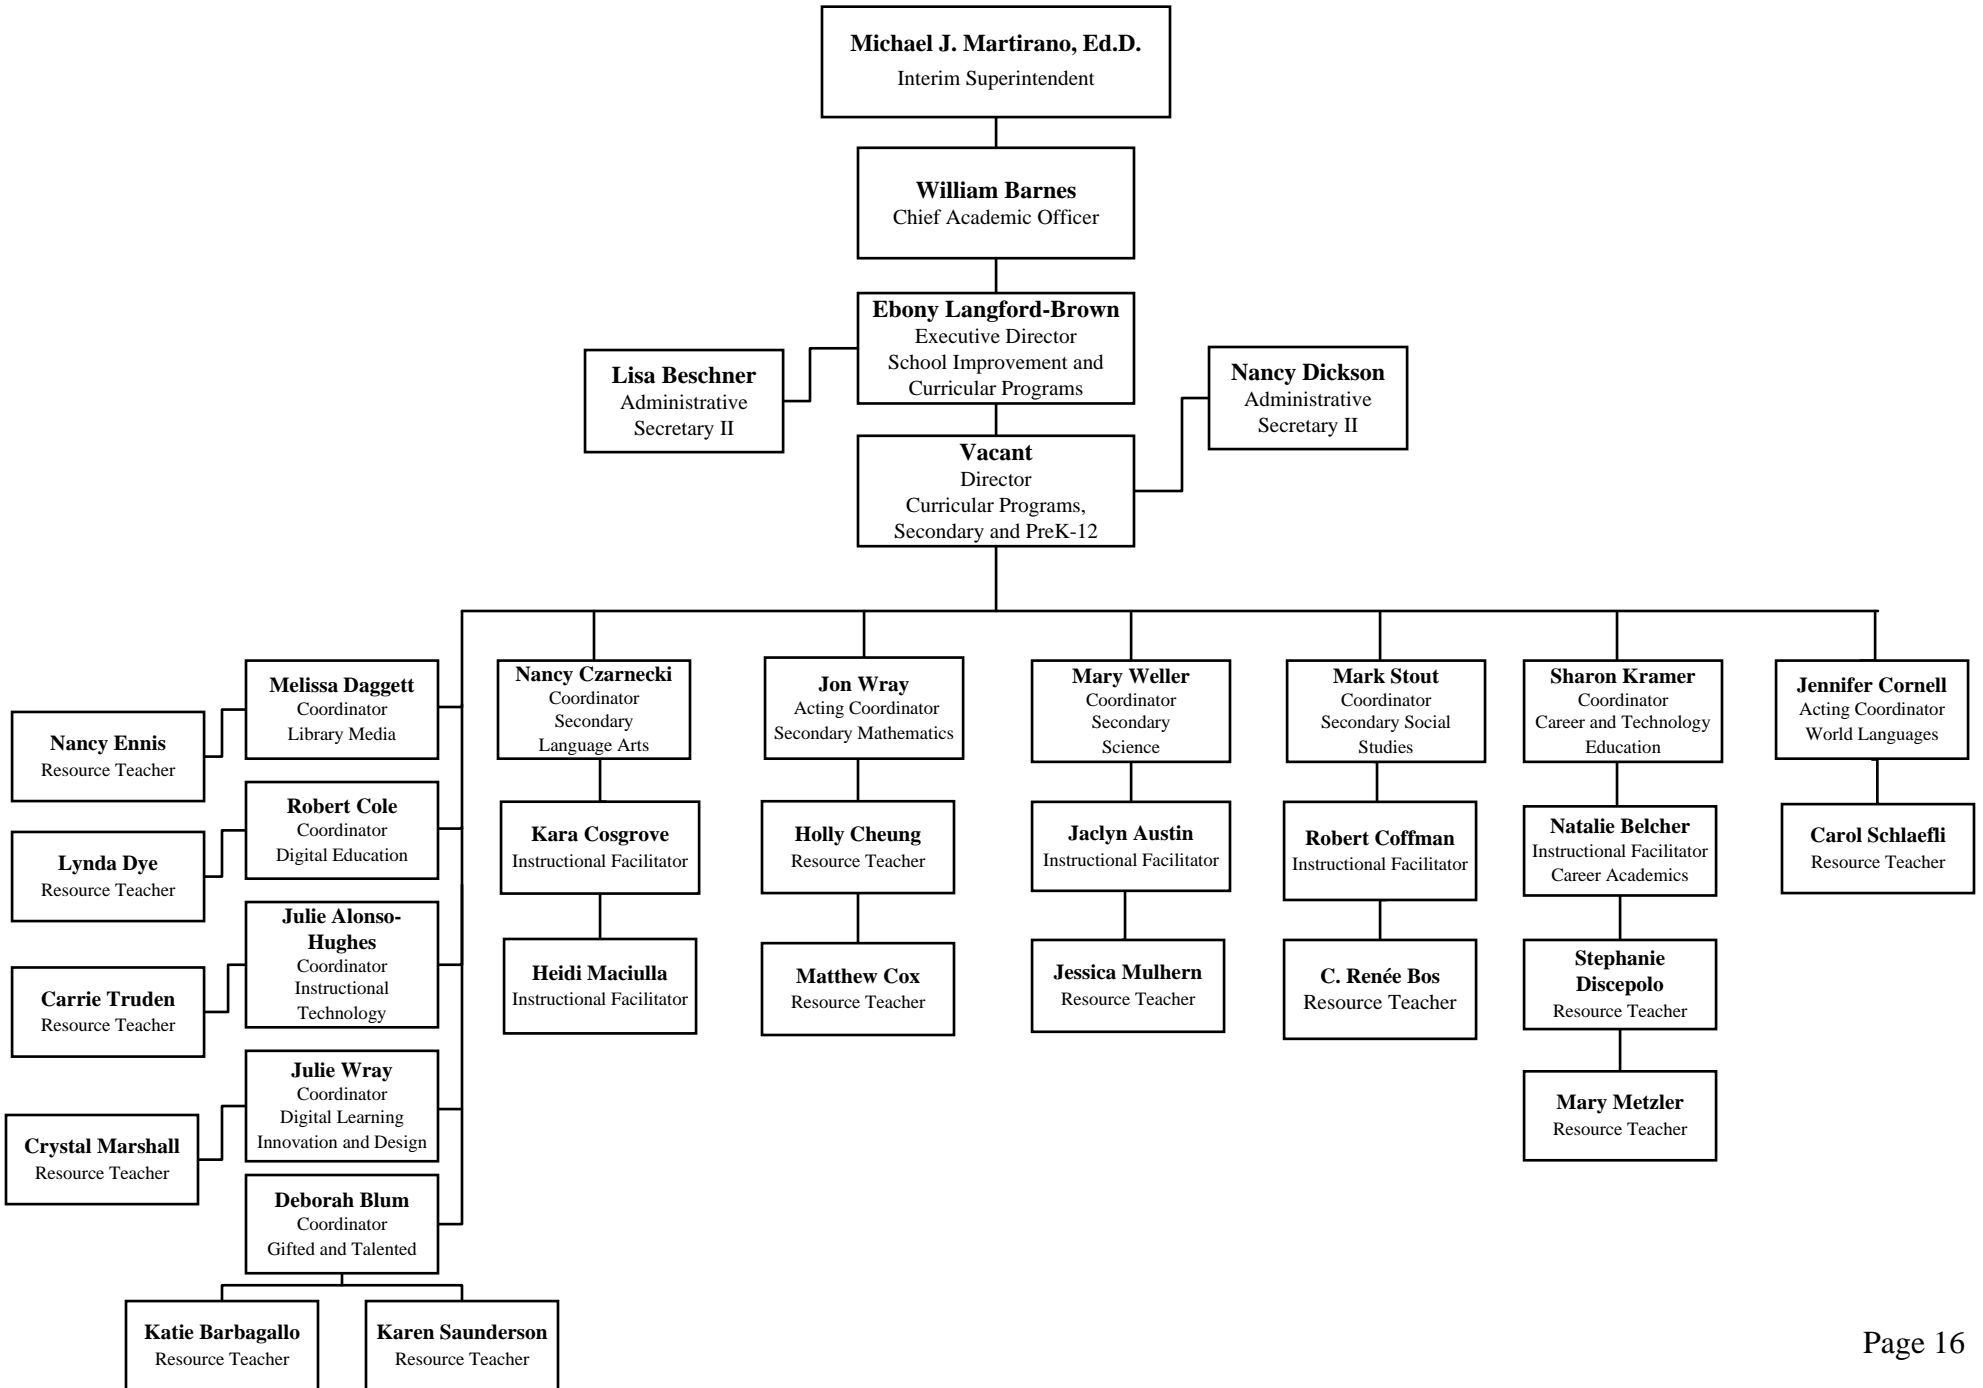 Michael J. Martirano, Ed.D.
Interim Superintendent
William Barnes
Chief Academic Officer
Ebony Langford-Brown
Executive Director
School Improvement and
Curricular Programs
Lisa Beschner
Administrative
Secretary II
Nancy Dickson
Administrative
Secretary II
Vacant
Director
Curricular Programs,
Secondary and PreK-12
Melissa Daggett
Coordinator
Library Media
Nancy Ennis
Resource Teacher
Robert Cole
Coordinator
Digital Education
Lynda Dye
Resource Teacher
Julie Alonso-
Hughes
Coordinator
Instructional
Technology
Carrie Truden
Resource Teacher
Julie Wray
Coordinator
Digital Learning
Innovation and Design
Crystal Marshall
Resource Teacher
Deborah Blum
Coordinator
Gifted and Talented
Katie Barbagallo
Resource Teacher
Karen Saunderson
Resource Teacher
Nancy Czarnecki
Coordinator
Secondary
Language Arts
Kara Cosgrove
Instructional Facilitator
Heidi Maciulla
Instructional Facilitator
Jon Wray
Acting Coordinator
Secondary Mathematics
Holly Cheung
Resource Teacher
Matthew Cox
Resource Teacher
Mary Weller
Coordinator
Secondary
Science
Jaclyn Austin
Instructional Facilitator
Jessica Mulhern
Resource Teacher
Mark Stout
Coordinator
Secondary Social
Studies
Robert Coffman
Instructional Facilitator
C. Renée Bos
Resource Teacher
Sharon Kramer
Coordinator
Career and Technology
Education
Natalie Belcher
Instructional Facilitator
Career Academics
Stephanie
Discepolo
Resource Teacher
Mary Metzler
Resource Teacher
Jennifer Cornell
Acting Coordinator
World Languages
Carol Schlaefli
Resource Teacher
Page 16